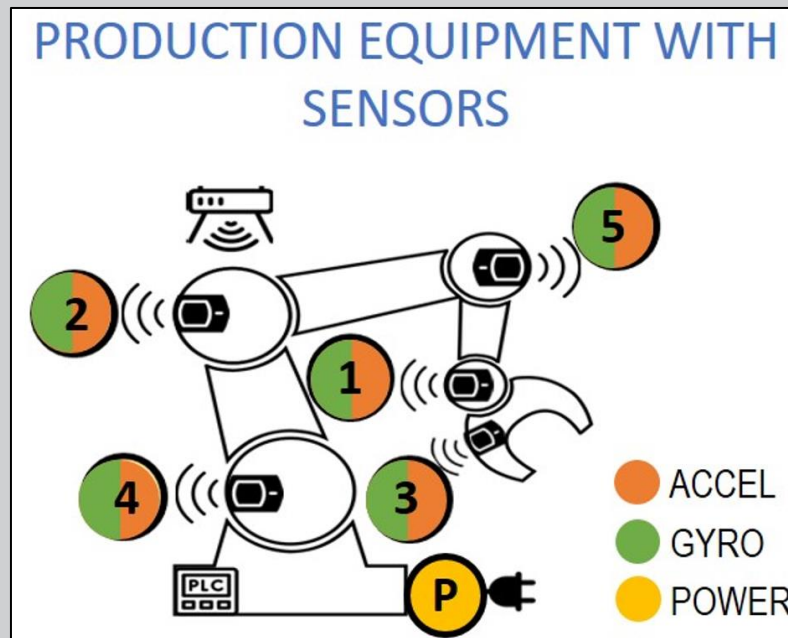 PRODUCTION EQUIPMENT WITH
SENSORS
5
2
1
4
3
PLC
P
ACCEL
GYRO
POWER